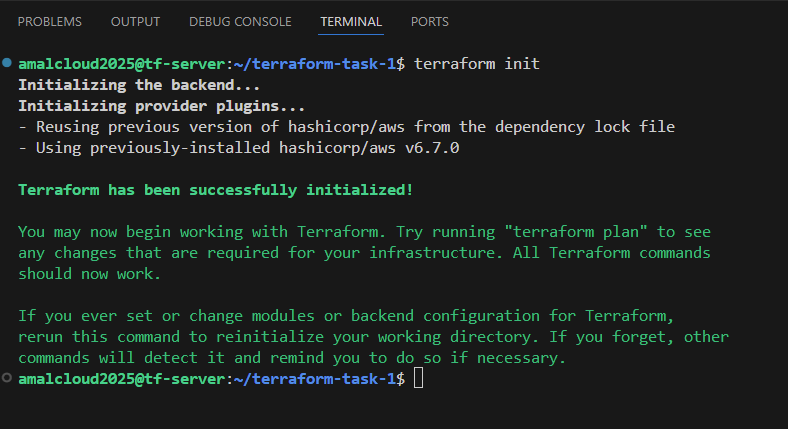 PROBLEMS OUTPUT DEBUG CONSOLE TERMINAL PORTS
amalcloud2025@tf-server:~/terraform-task-1$ terraform init
Initializing the backend...
Initializing provider plugins...
- Reusing previous version of hashicorp/aws from the dependency lock file
- Using previously-installed hashicorp/aws v6.7.0
Terraform has been successfully initialized!
You may now begin working with Terraform. Try running "terraform plan" to see
any changes that are required for your infrastructure. All Terraform commands
should now work.
If you ever set or change modules or backend configuration for Terraform,
rerun this command to reinitialize your working directory. If you forget, other
commands will detect it and remind you to do so if necessary.
amalcloud2025@tf-server:~/terraform-task-1$